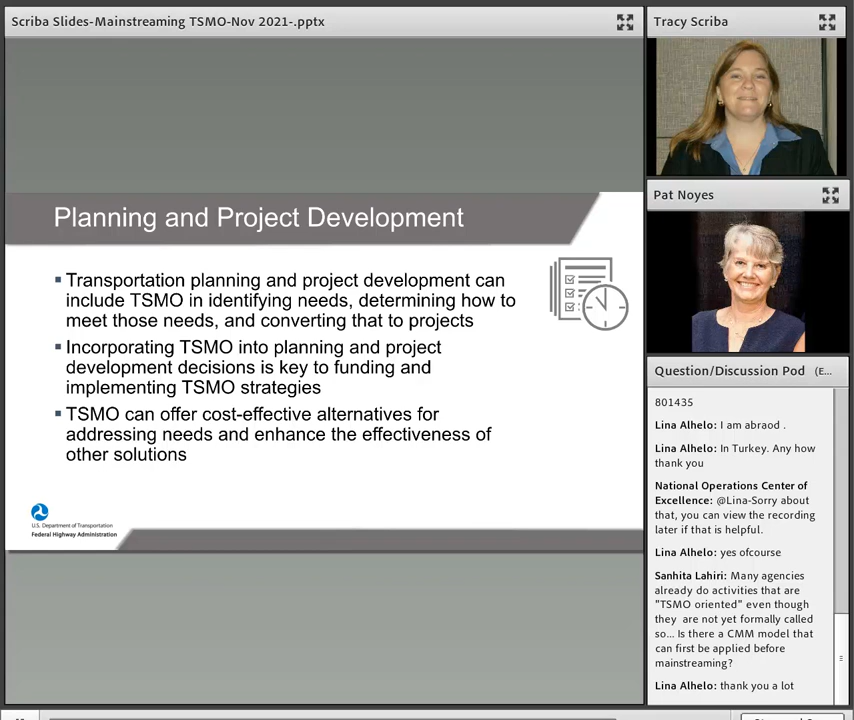 Scriba Slides-Mainstreaming TSMO-Nov 2021-.pptx
Planning and Project Development
▪ Transportation planning and project development can
include TSMO in identifying needs, determining how to
meet those needs, and converting that to projects
▪ Incorporating TSMO into planning and project
development decisions is key to funding and
implementing TSMO strategies
▪ TSMO can offer cost-effective alternatives for
addressing needs and enhance the effectiveness of
other solutions
U.S. Department of Transportation
Federal Highway Administration
Tracy Scriba
Pat Noyes
Question/Discussion Pod (E...
801435
Lina Alhelo: I am abraod .
Lina Alhelo: In Turkey. Any how
thank you
National Operations Center of
Excellence: @Lina-Sorry about
that, you can view the recording
later if that is helpful.
Lina Alhelo: yes ofcourse
Sanhita Lahiri: Many agencies
already do activities that are
"TSMO oriented" even though
they are not yet formally called
so... Is there a CMM model that
can first be applied before
mainstreaming?
Lina Alhelo: thank you a lot